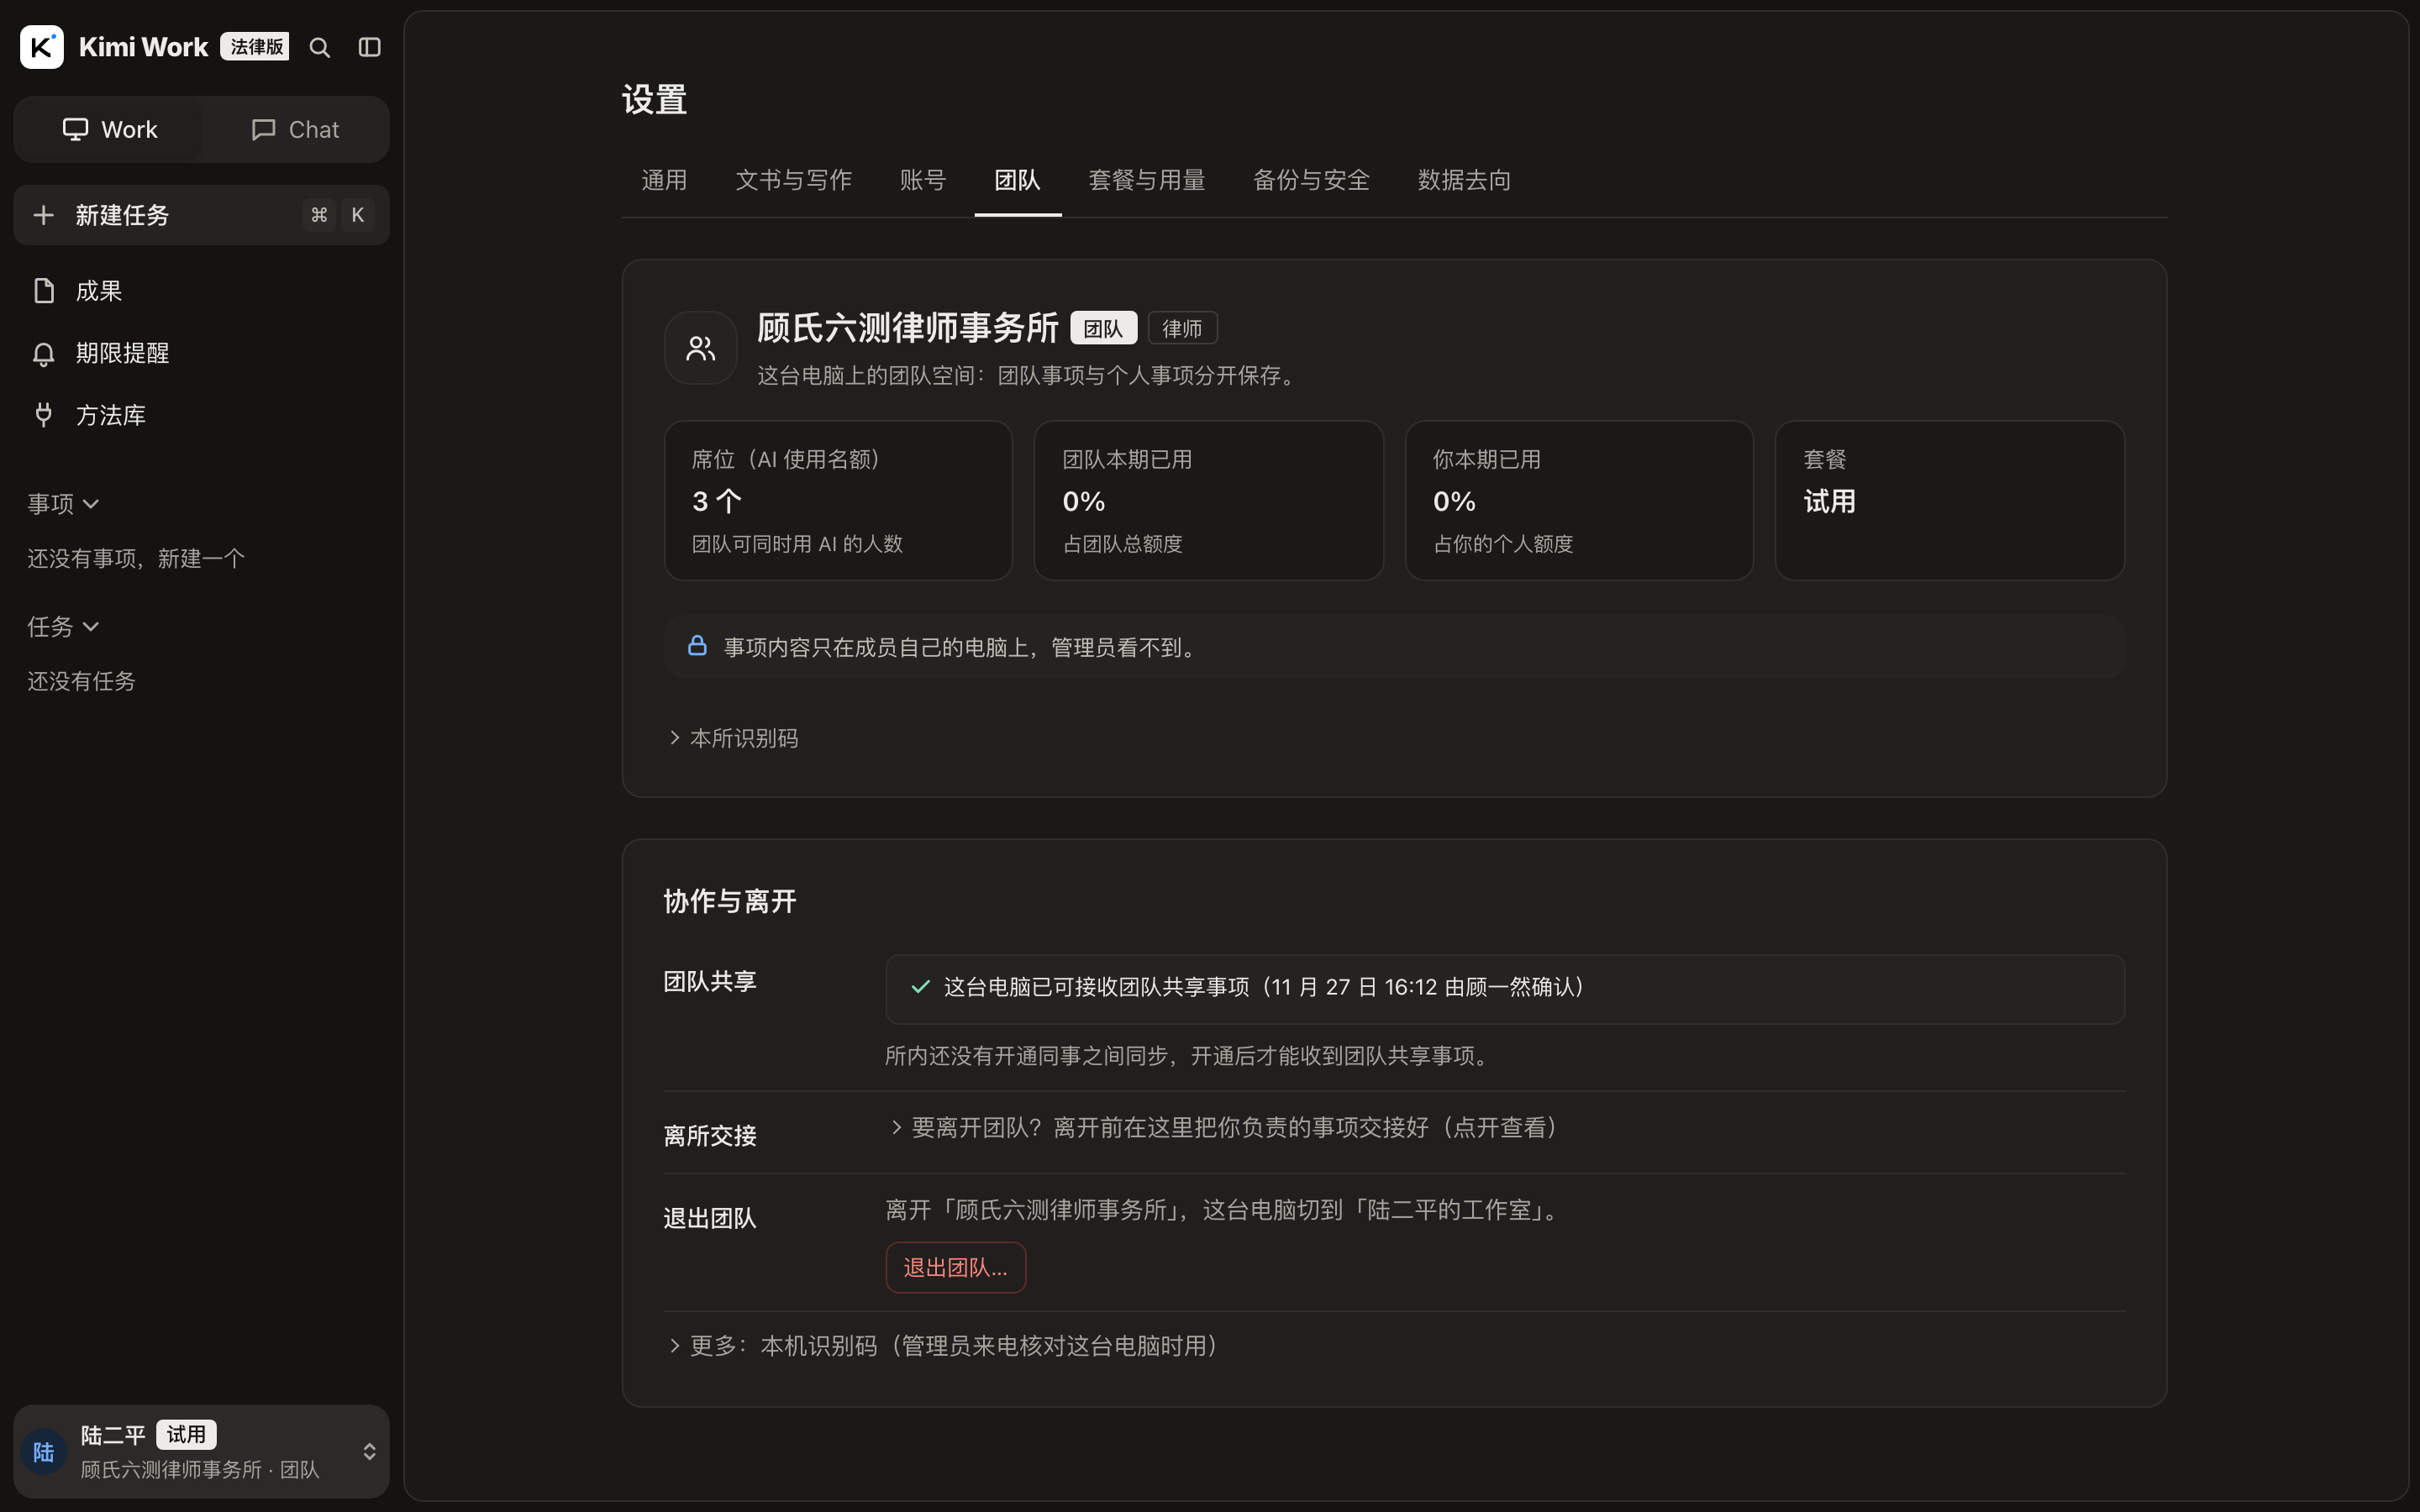 Kimi Work 法律版
Work Chat
新建任务 ⌘ K
成果
期限提醒
方法库
事项
还没有事项，新建一个
任务
还没有任务
陆 陆二平 试用
顾氏六测律师事务所 · 团队
设置
通用 文书与写作 账号 团队 套餐与用量 备份与安全 数据去向
顾氏六测律师事务所 团队 律师
这台电脑上的团队空间：团队事项与个人事项分开保存。
席位（AI 使用名额）
3 个
团队可同时用 AI 的人数
团队本期已用
0%
占团队总额度
你本期已用
0%
占你的个人额度
套餐
试用
事项内容只在成员自己的电脑上，管理员看不到。
本所识别码
协作与离开
团队共享
这台电脑已可接收团队共享事项（11 月 27 日 16:12 由顾一然确认）
所内还没有开通同事之间同步，开通后才能收到团队共享事项。
离所交接
要离开团队？离开前在这里把你负责的事项交接好（点开查看）
退出团队
离开「顾氏六测律师事务所」，这台电脑切到「陆二平的工作室」。
退出团队...
更多：本机识别码（管理员来电核对这台电脑时用）